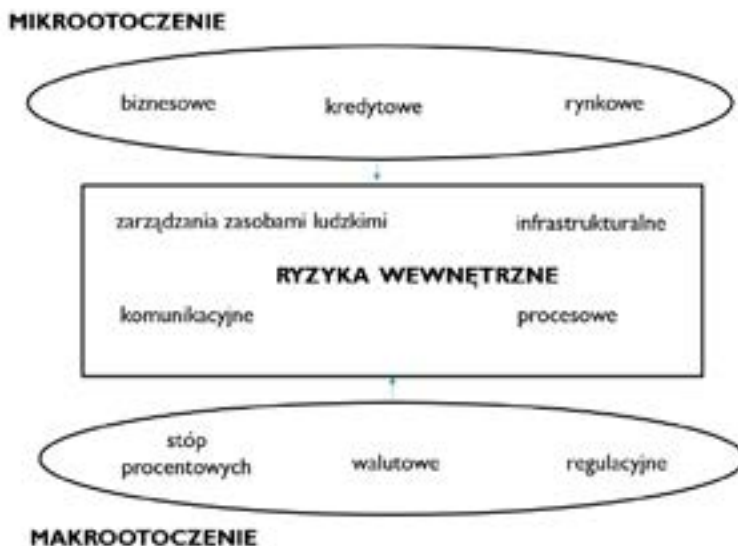 MIKROOTOCZENIE
biznesowe kredytowe rynkowe
zarządzania zasobami ludzkimi infrastrukturalne
RYZYKA WEWNĘTRZNE
komunikacyjne procesowe
stóp
procentowych walutowe regulacyjne
MAKROOTOCZENIE